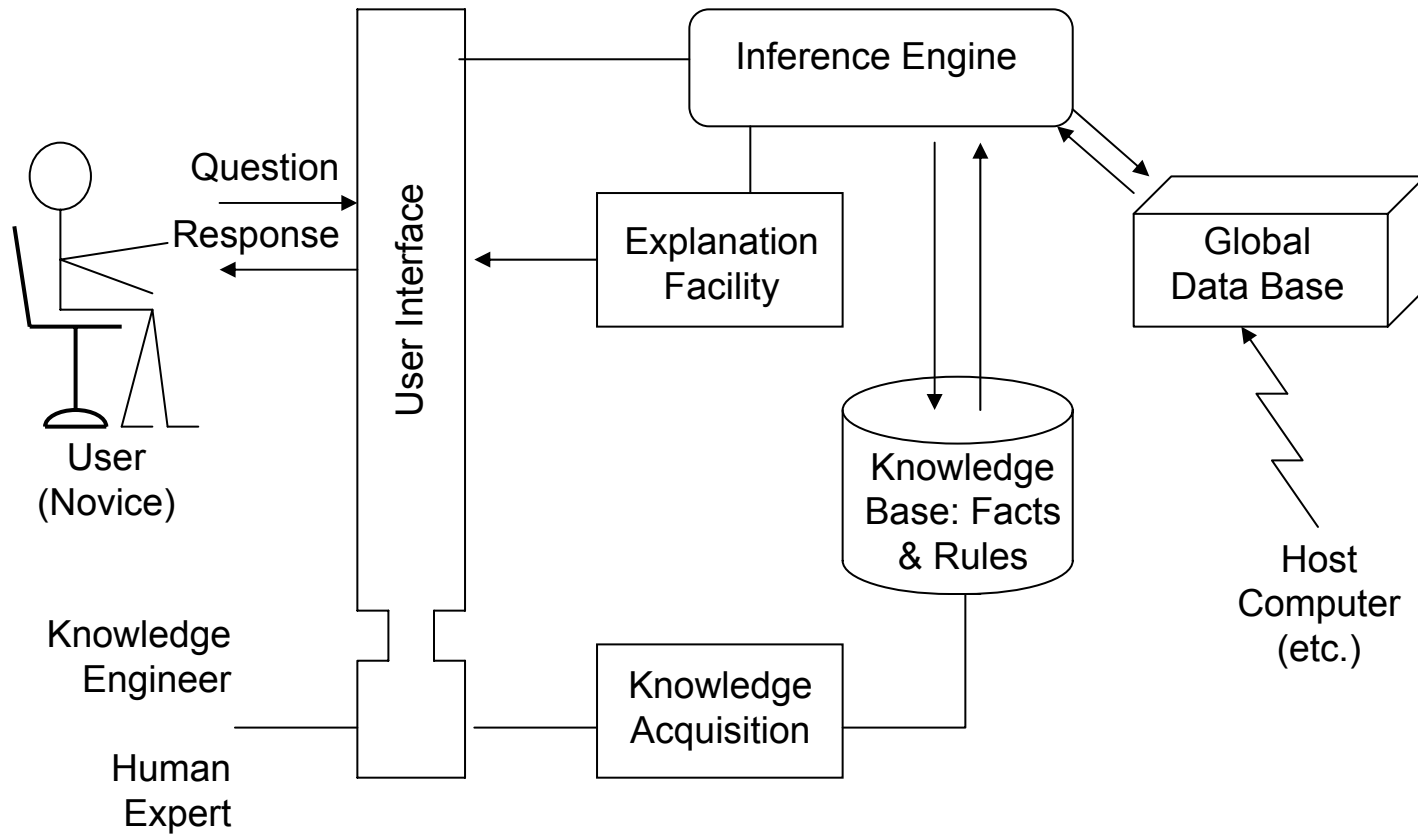 Inference Engine
Question
Response
User Interface
Explanation
Facility
Global
Data Base
User
(Novice)
Knowledge
Base: Facts
& Rules
Host
Computer
(etc.)
Knowledge
Engineer
Knowledge
Acquisition
Human
Expert